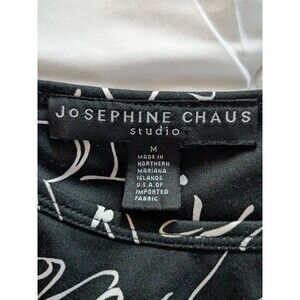 JOSEPHINE CHAUS
studio
M
MADE IN
NORTHERN
MARIANA
ISLANDS
U.S.A. OF
IMPORTED
FABRIC